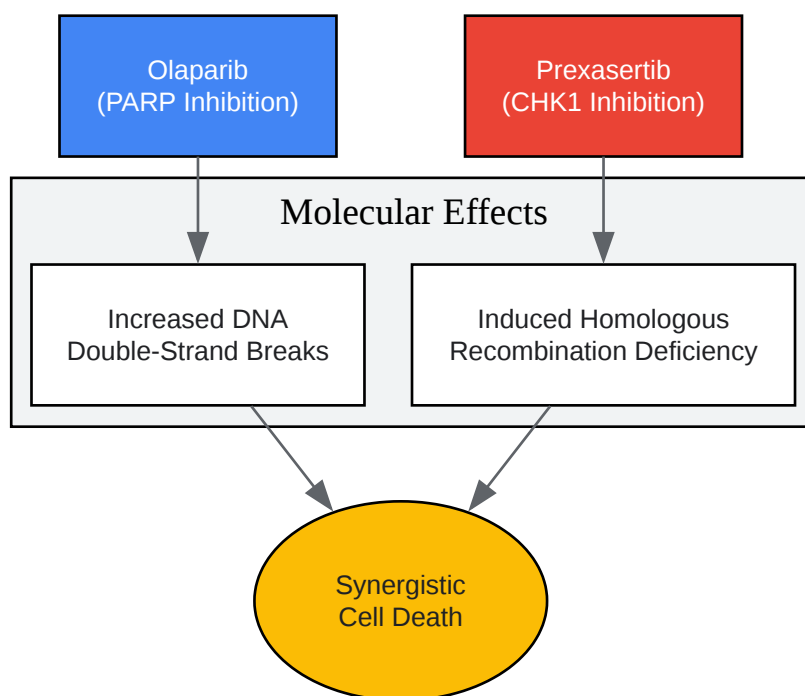 Olaparib
(PARP Inhibition)
Prexasertib
(CHK1 Inhibition)
Molecular Effects
Increased DNA
Double-Strand Breaks
Induced Homologous
Recombination Deficiency
Synergistic
Cell Death